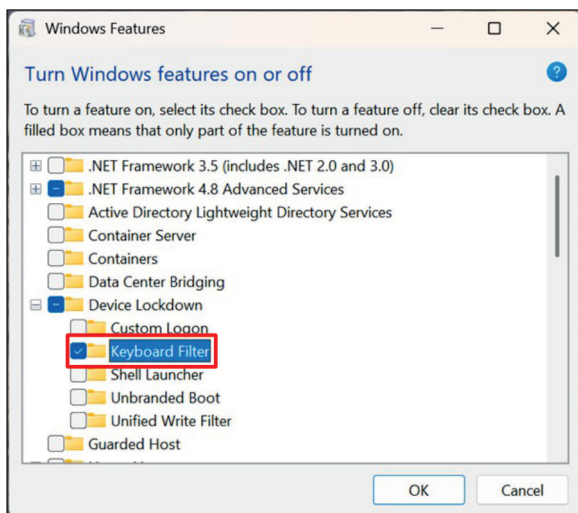 Windows Features
Turn Windows features on or off
To turn a feature on, select its check box. To turn a feature off, clear its check box. A
filled box means that only part of the feature is turned on.
.NET Framework 3.5 (includes .NET 2.0 and 3.0)
.NET Framework 4.8 Advanced Services
Active Directory Lightweight Directory Services
Container Server
Containers
Data Center Bridging
Device Lockdown
Custom Logon
Keyboard Filter
Shell Launcher
Unbranded Boot
Unified Write Filter
Guarded Host
OK Cancel